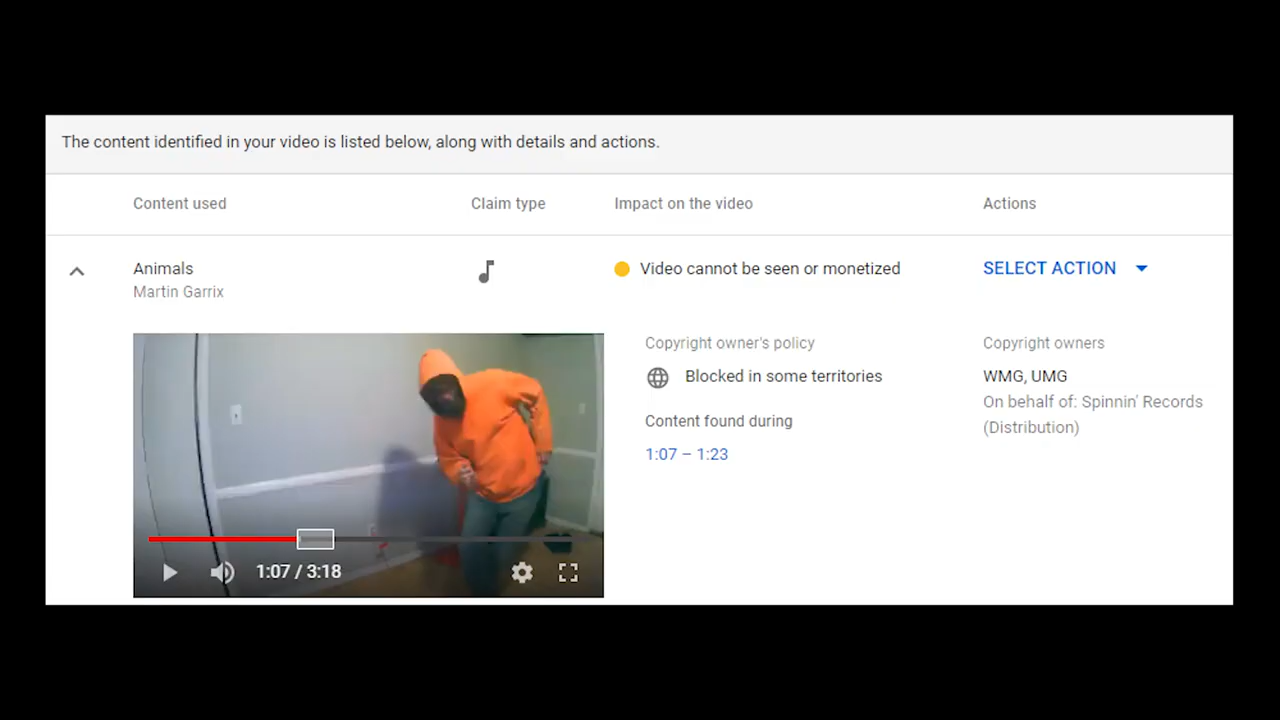 The content identified in your video is listed below, along with details and actions.
Content used Claim type Impact on the video Actions
Animals Video cannot be seen or monetized SELECT ACTION
Martin Garrix
Copyright owner's policy Copyright owners
Blocked in some territories WMG, UMG
On behalf of: Spinnin' Records
(Distribution)
Content found during
1:07 – 1:23
1:07 / 3:18